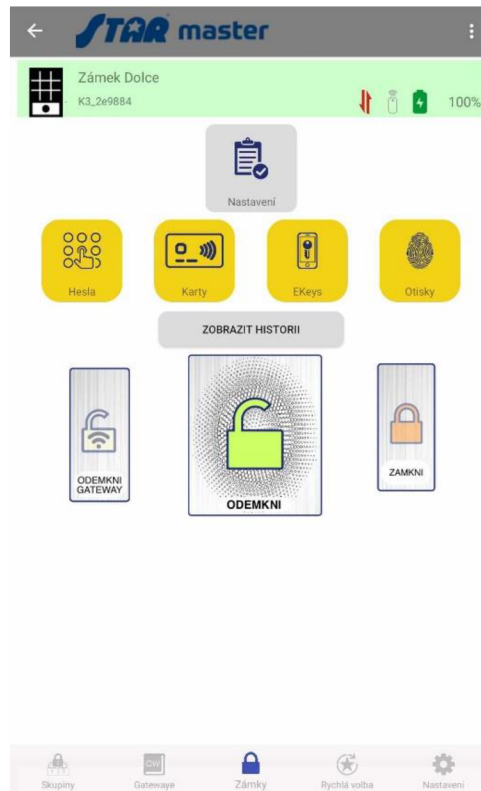 STAR master
Zámek Dolce
K3_2e9884
100%
Nastavení
Hesla
Karty
EKeys
Otisky
ZOBRAZIT HISTORII
ODEMKNI
GATEWAY
ODEMKNI
ZAMKNI
GW
Skupiny
Gatewaye
Zámky
Rychlá volba
Nastavení